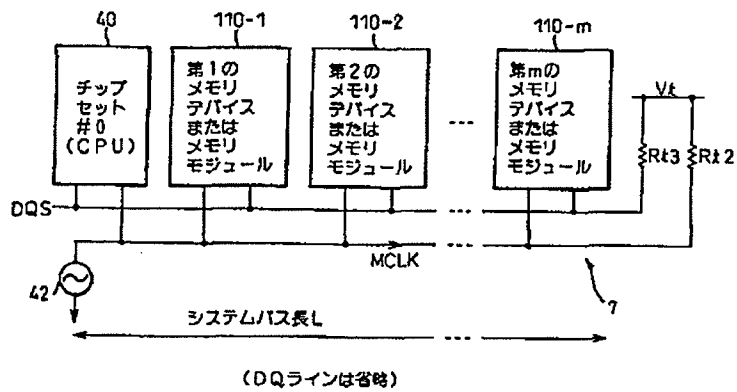 40
110-1
110-2
110-m
チップ
セット
#0
(CPU)
第1の
メモリ
デバイス
または
メモリ
モジュール
第2の
メモリ
デバイス
または
メモリ
モジュール
...
第mの
メモリ
デバイス
または
メモリ
モジュール
Vt
Rt3
Rt2
DQS
...
MCLK
...
42
7
システムバス長L
...
(DQラインは省略)